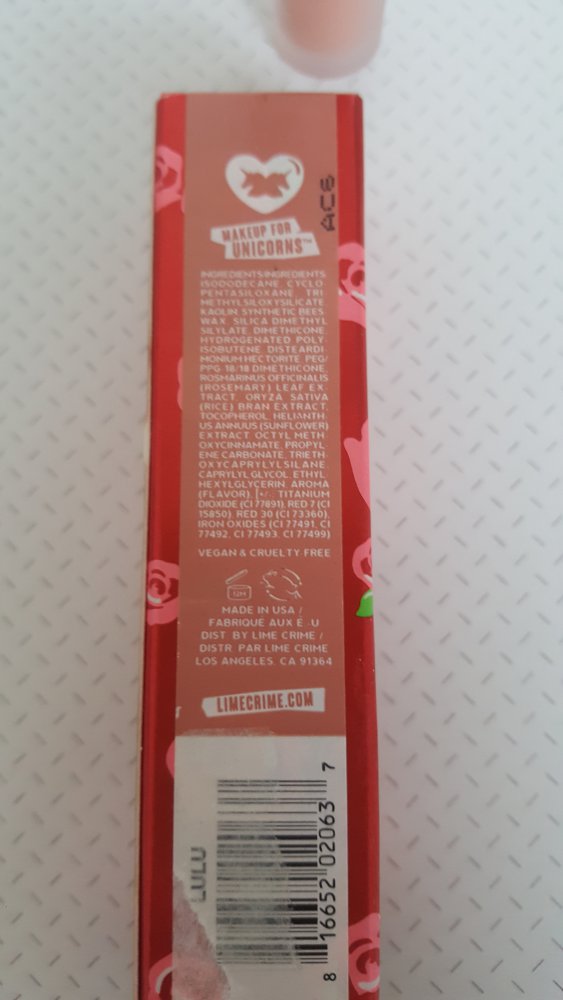 AC6
MAKEUP FOR
UNICORNS™
INGREDIENTS/INGREDIENTS:
ISODODECANE, CYCLO-
PENTASILOXANE, TRI-
METHYLSILOXYSILICATE,
KAOLIN, SYNTHETIC BEES-
WAX, SILICA DIMETHYL
SILYLATE, DIMETHICONE,
HYDROGENATED POLY-
ISOBUTENE, DISTEARDI-
MONIUM HECTORITE, PEG/
PPG-18/18 DIMETHICONE,
ROSMARINUS OFFICINALIS
(ROSEMARY) LEAF EX-
TRACT, ORYZA SATIVA
(RICE) BRAN EXTRACT,
TOCOPHEROL, HELIANTH-
US ANNUUS (SUNFLOWER)
EXTRACT, OCTYL METH-
OXYCINNAMATE, PROPYL-
ENE CARBONATE, TRIETH-
OXYCAPRYLYLSILANE,
CAPRYLYL GLYCOL, ETHYL-
HEXYLGLYCERIN, AROMA
(FLAVOR), [+/- TITANIUM
DIOXIDE (CI 77891), RED 7 (CI
15850), RED 30 (CI 73360),
IRON OXIDES (CI 77491, CI
77492, CI 77493, CI 77499)
VEGAN & CRUELTY-FREE
12M
MADE IN USA /
FABRIQUE AUX É.-U
DIST. BY LIME CRIME /
DISTR. PAR LIME CRIME
LOS ANGELES, CA 91364
LIMECRIME.COM
LULU
8 16652 02063 7